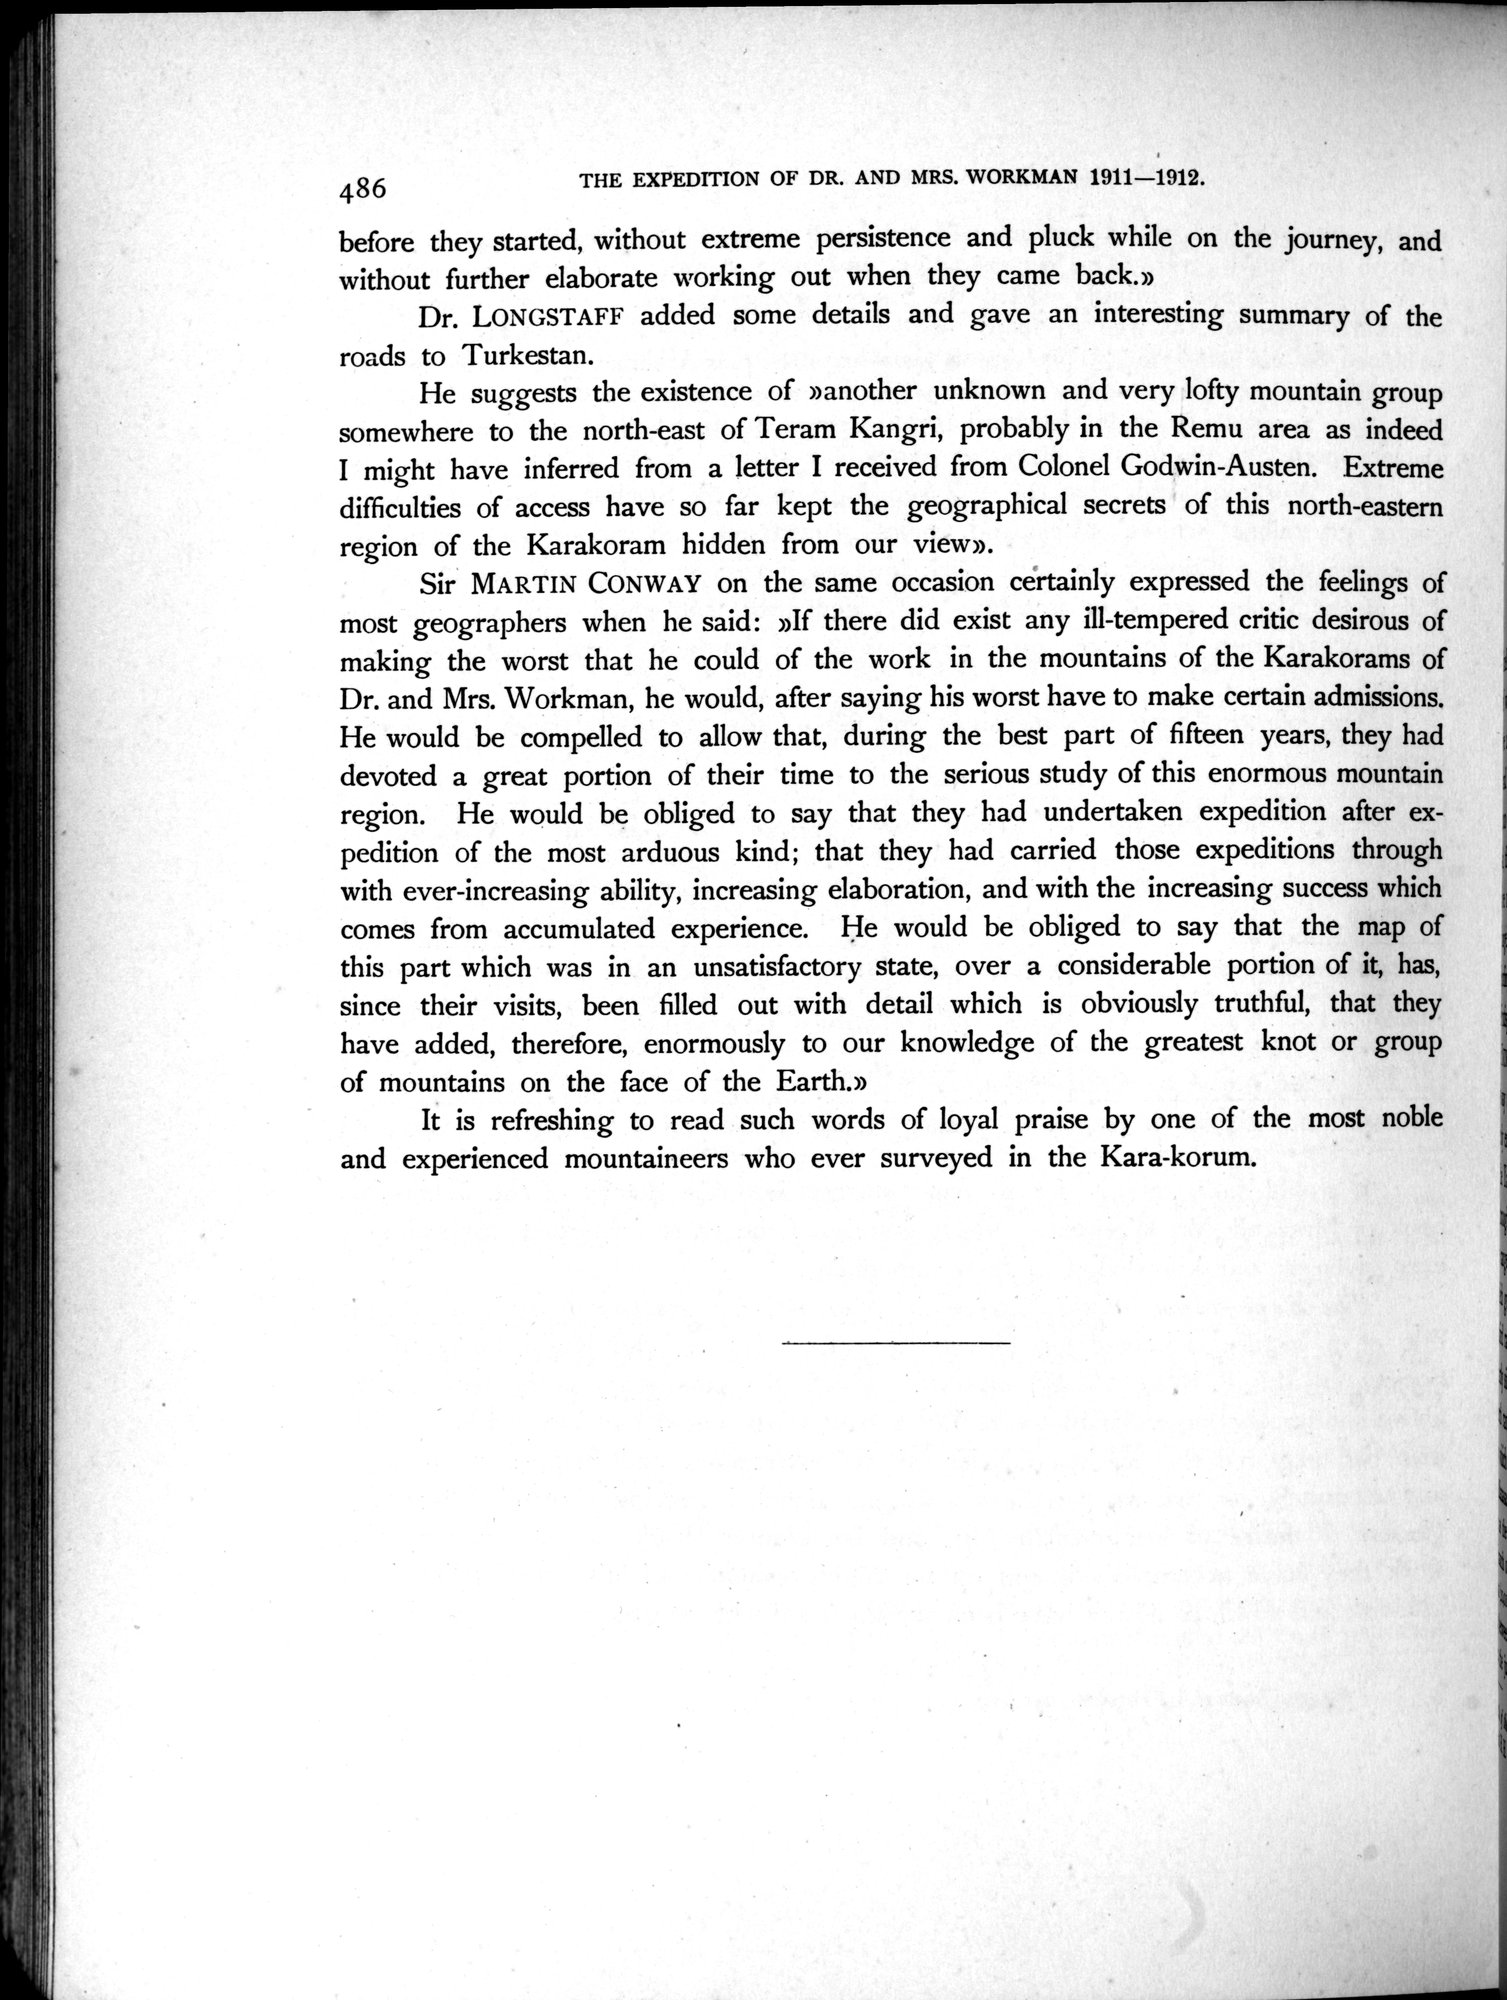 486
THE EXPEDITION OF DR. AND MRS. WORKMAN 1911—1912.
before they started, without extreme persistence and pluck while on the journey, and
without further elaborate working out when they came back.»
Dr. LONGSTAFF added some details and gave an interesting summary of the
roads to Turkestan.
He suggests the existence of »another unknown and very lofty mountain group
somewhere to the north-east of Teram Kangri, probably in the Remu area as indeed
I might have inferred from a letter I received from Colonel Godwin-Austen. Extreme
difficulties of access have so far kept the geographical secrets of this north-eastern
region of the Karakoram hidden from our view».
Sir MARTIN CONWAY on the same occasion certainly expressed the feelings of
most geographers when he said: »If there did exist any ill-tempered critic desirous of
making the worst that he could of the work in the mountains of the Karakorams of
Dr. and Mrs. Workman, he would, after saying his worst have to make certain admissions.
He would be compelled to allow that, during the best part of fifteen years, they had
devoted a great portion of their time to the serious study of this enormous mountain
region. He would be obliged to say that they had undertaken expedition after ex-
pedition of the most arduous kind; that they had carried those expeditions through
with ever-increasing ability, increasing elaboration, and with the increasing success which
comes from accumulated experience. He would be obliged to say that the map of
this part which was in an unsatisfactory state, over a considerable portion of it, has,
since their visits, been filled out with detail which is obviously truthful, that they
have added, therefore, enormously to our knowledge of the greatest knot or group
of mountains on the face of the Earth.»
It is refreshing to read such words of loyal praise by one of the most noble
and experienced mountaineers who ever surveyed in the Kara-korum.